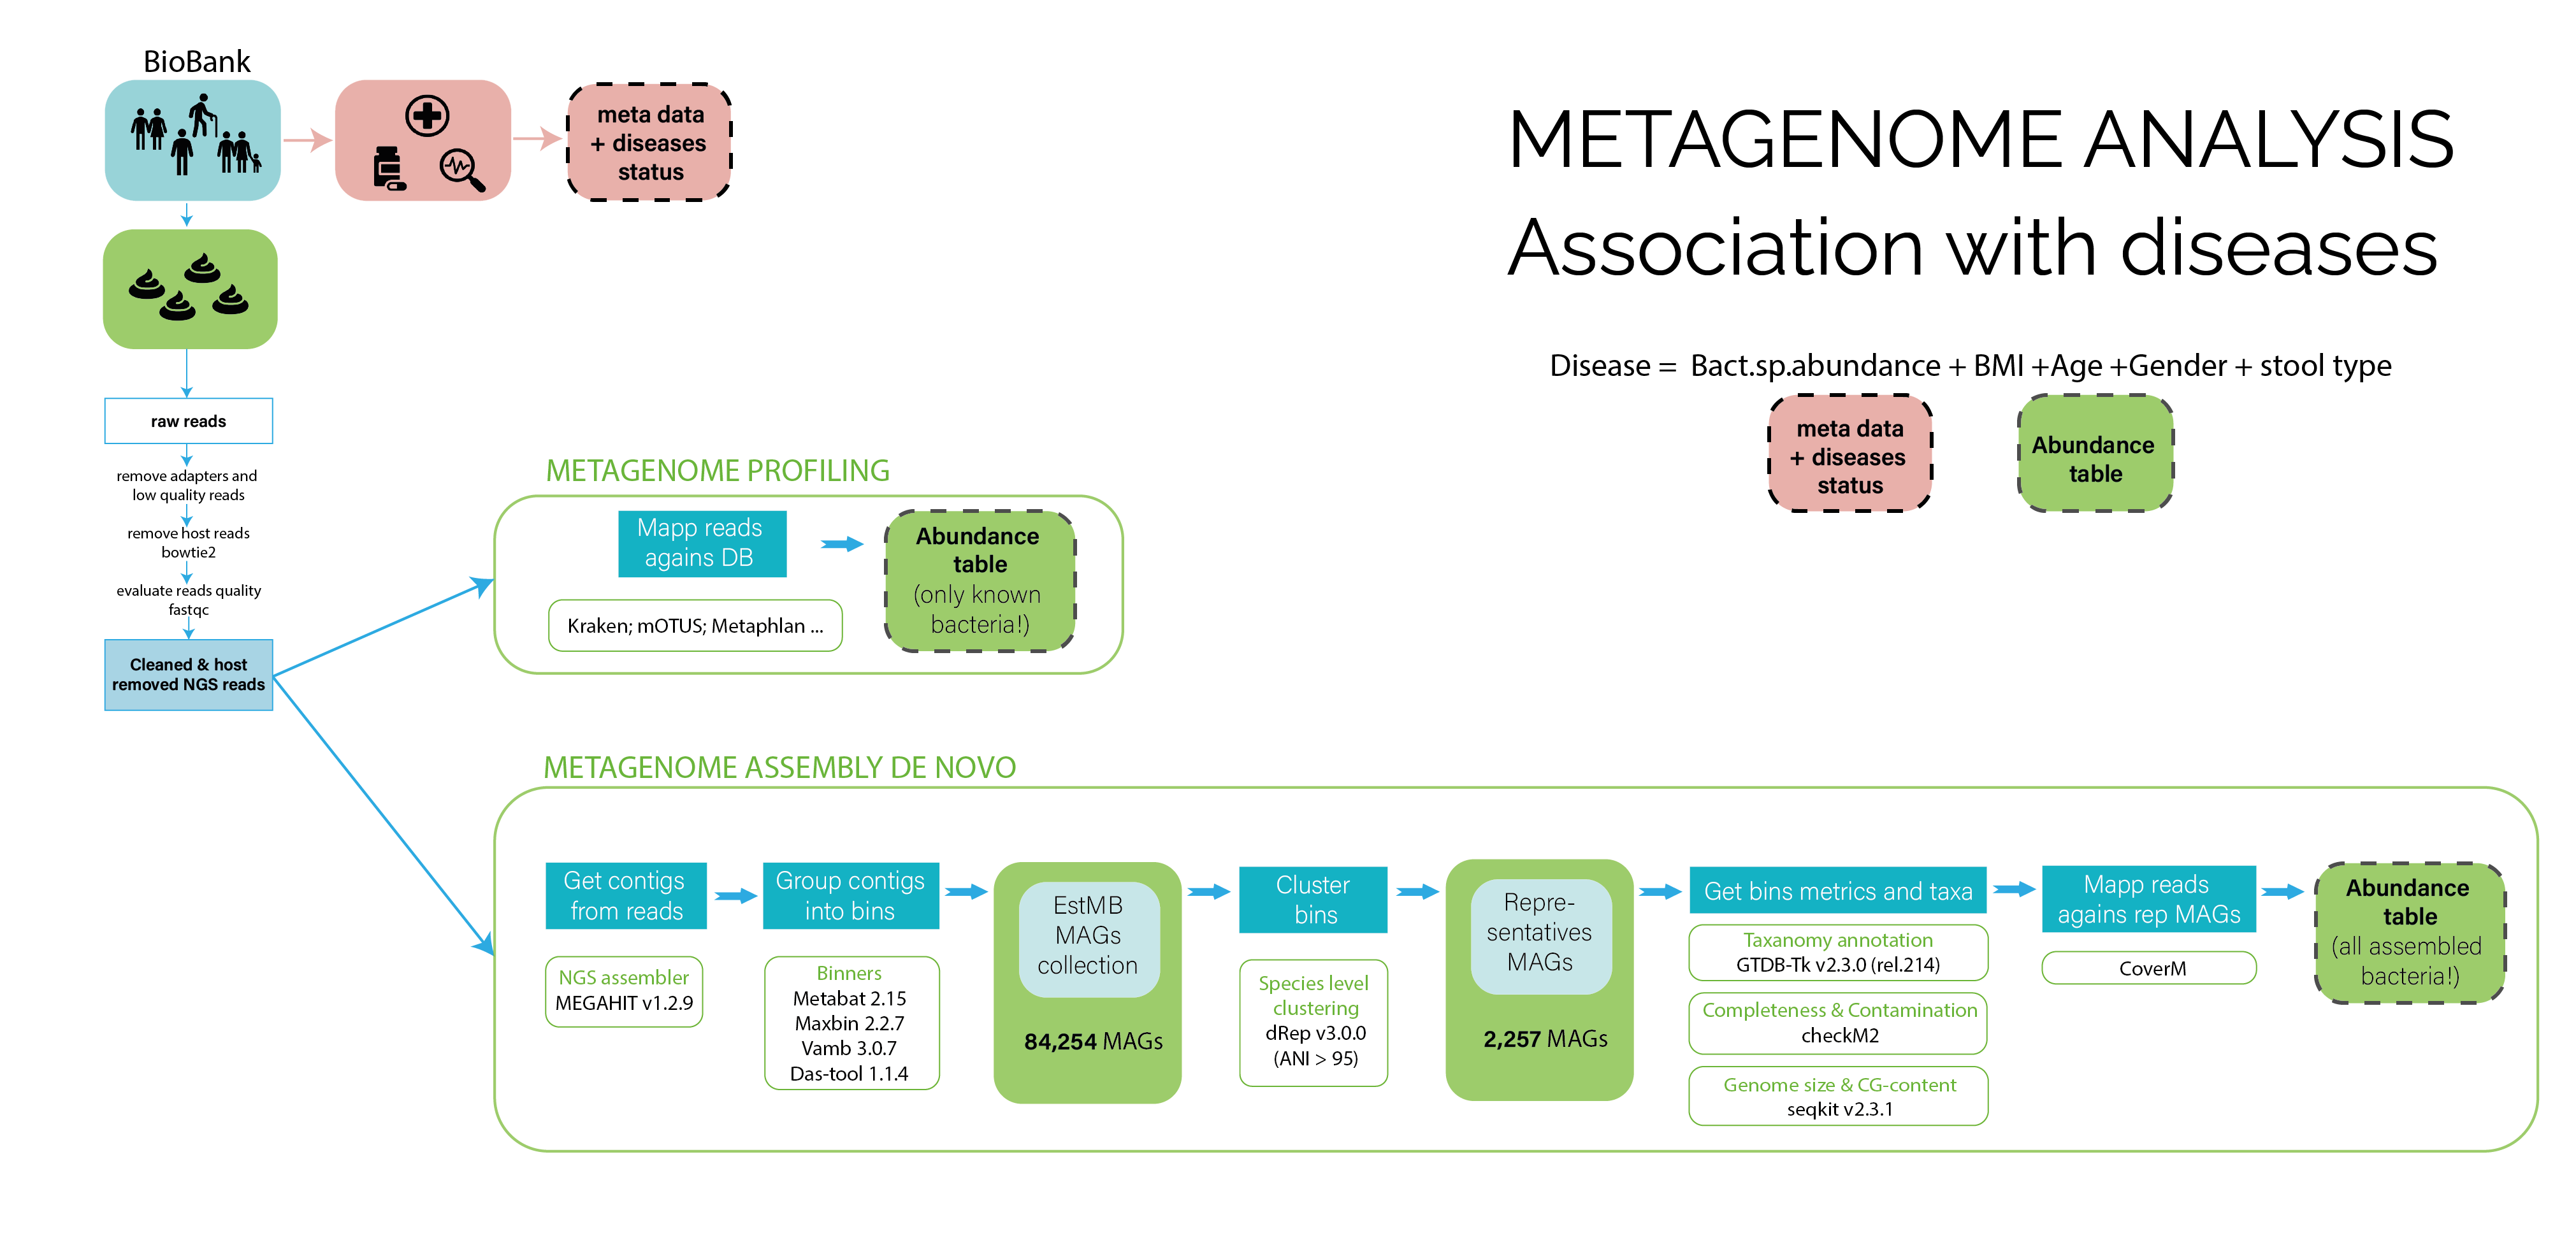 BioBank
meta data
+ diseases
status
METAGENOME ANALYSIS
Association with diseases
Disease = Bact.sp.abundance + BMI +Age +Gender + stool type
meta data
+ diseases
status
Abundance
table
raw reads
remove adapters and
low quality reads
remove host reads
bowtie2
evaluate reads quality
fastqc
Cleaned & host
removed NGS reads
METAGENOME PROFILING
Mapp reads
agains DB
Kraken; mOTUS; Metaphlan ...
Abundance
table
(only known
bacteria!)
METAGENOME ASSEMBLY DE NOVO
Get contigs
from reads
NGS assembler
MEGAHIT v1.2.9
Group contigs
into bins
Binners
Metabat 2.15
Maxbin 2.2.7
Vamb 3.0.7
Das-tool 1.1.4
EstMB
MAGs
collection
84,254 MAGs
Cluster
bins
Species level
clustering
dRep v3.0.0
(ANI > 95)
Repre-
sentatives
MAGs
2,257 MAGs
Get bins metrics and taxa
Taxanomy annotation
GTDB-Tk v2.3.0 (rel.214)
Completeness & Contamination
checkM2
Genome size & CG-content
seqkit v2.3.1
Mapp reads
agains rep MAGs
CoverM
Abundance
table
(all assembled
bacteria!)